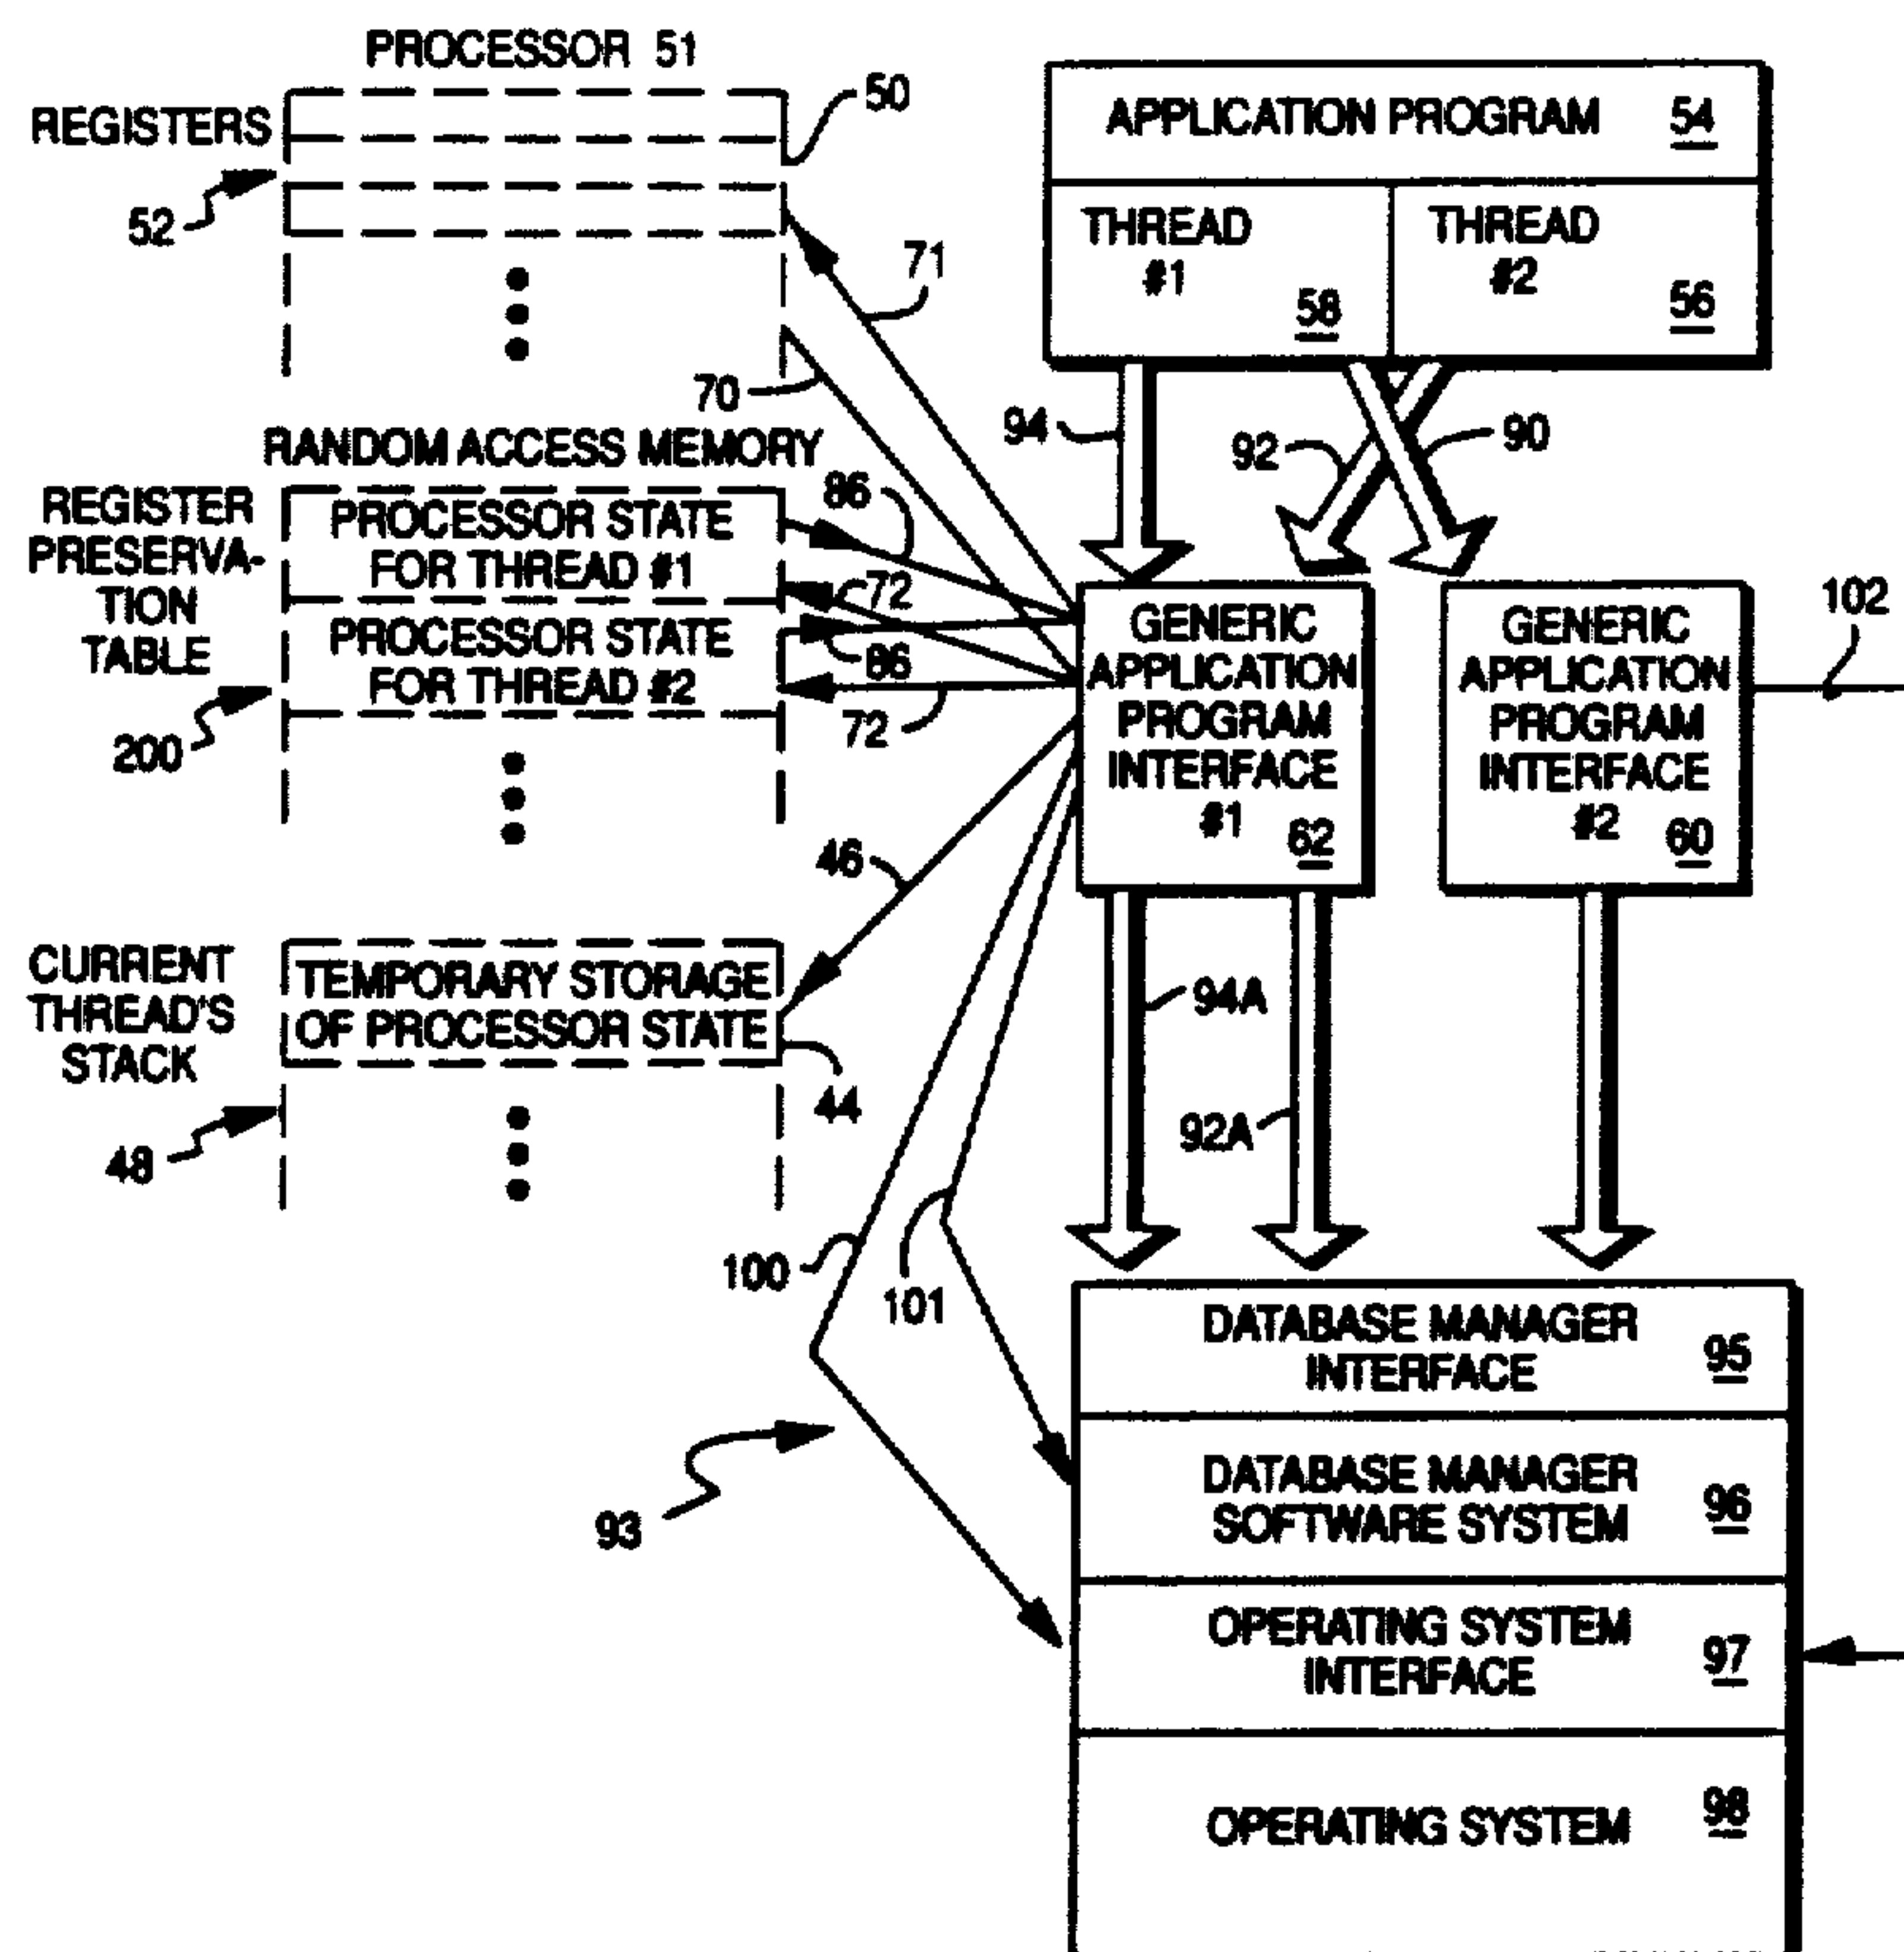 PROCESSOR 51
REGISTERS
50
52
71
70
APPLICATION PROGRAM 54
THREAD
#1
58
THREAD
#2
56
94
92
90
RANDOM ACCESS MEMORY
REGISTER
PRESERVA-
TION
TABLE
200
PROCESSOR STATE
FOR THREAD #1
PROCESSOR STATE
FOR THREAD #2
86
72
86
72
GENERIC
APPLICATION
PROGRAM
INTERFACE
#1 62
GENERIC
APPLICATION
PROGRAM
INTERFACE
#2 60
102
46
CURRENT
THREAD'S
STACK
48
TEMPORARY STORAGE
OF PROCESSOR STATE
44
94A
92A
100
101
93
DATABASE MANAGER
INTERFACE
95
DATABASE MANAGER
SOFTWARE SYSTEM
96
OPERATING SYSTEM
INTERFACE
97
OPERATING SYSTEM
98